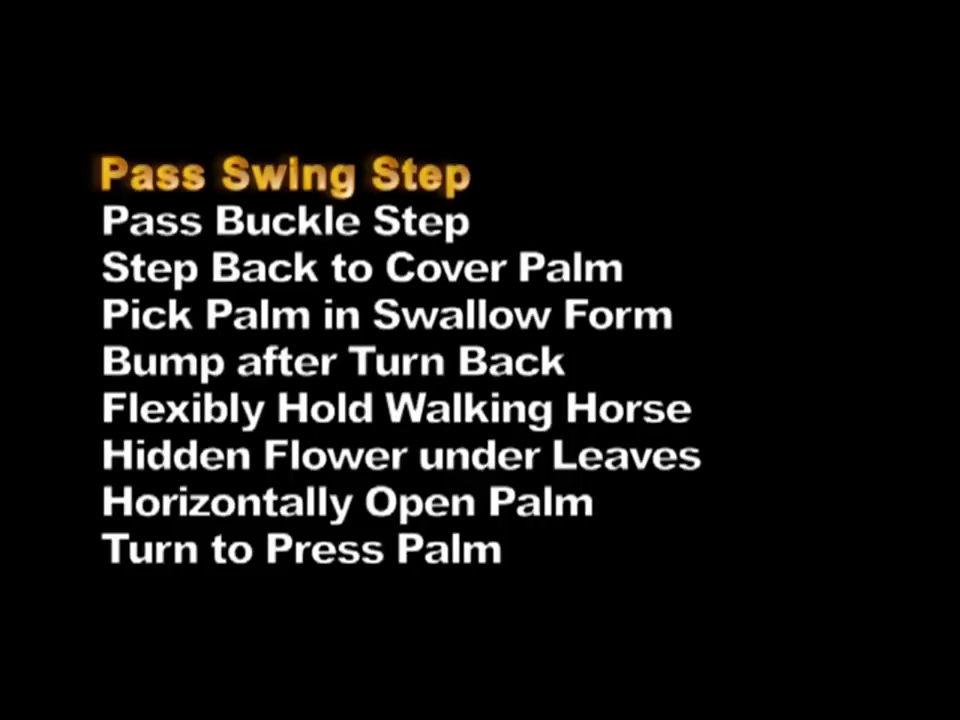 Pass Swing Step
Pass Buckle Step
Step Back to Cover Palm
Pick Palm in Swallow Form
Bump after Turn Back
Flexibly Hold Walking Horse
Hidden Flower under Leaves
Horizontally Open Palm
Turn to Press Palm